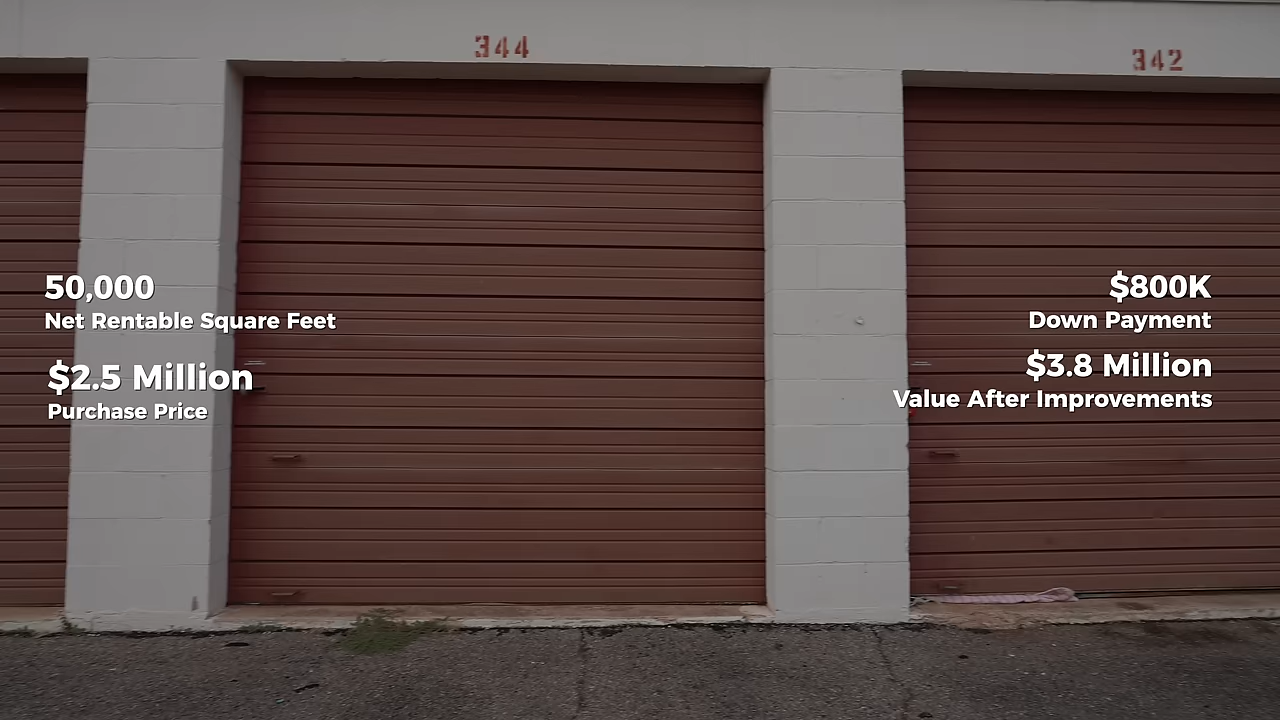 344
342
50,000
Net Rentable Square Feet
$2.5 Million
Purchase Price
$800K
Down Payment
$3.8 Million
Value After Improvements